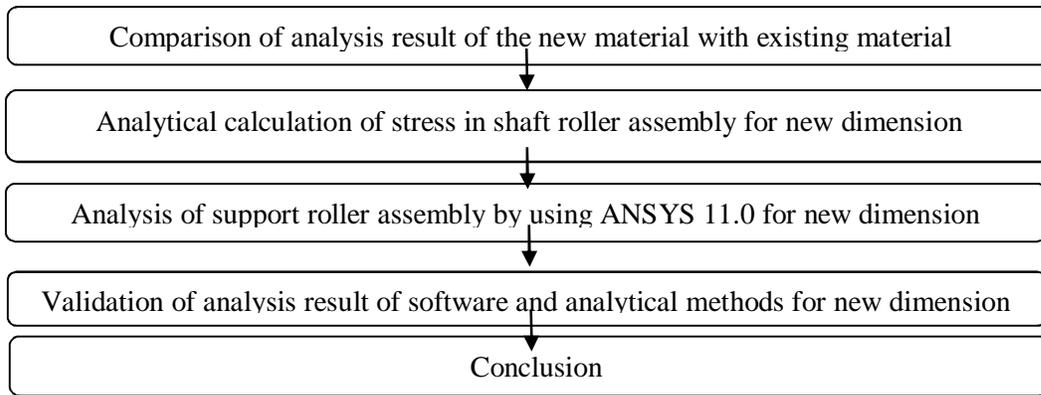 Comparison of analysis result of the new material with existing material
Analytical calculation of stress in shaft roller assembly for new dimension
Analysis of support roller assembly by using ANSYS 11.0 for new dimension
Validation of analysis result of software and analytical methods for new dimension
Conclusion